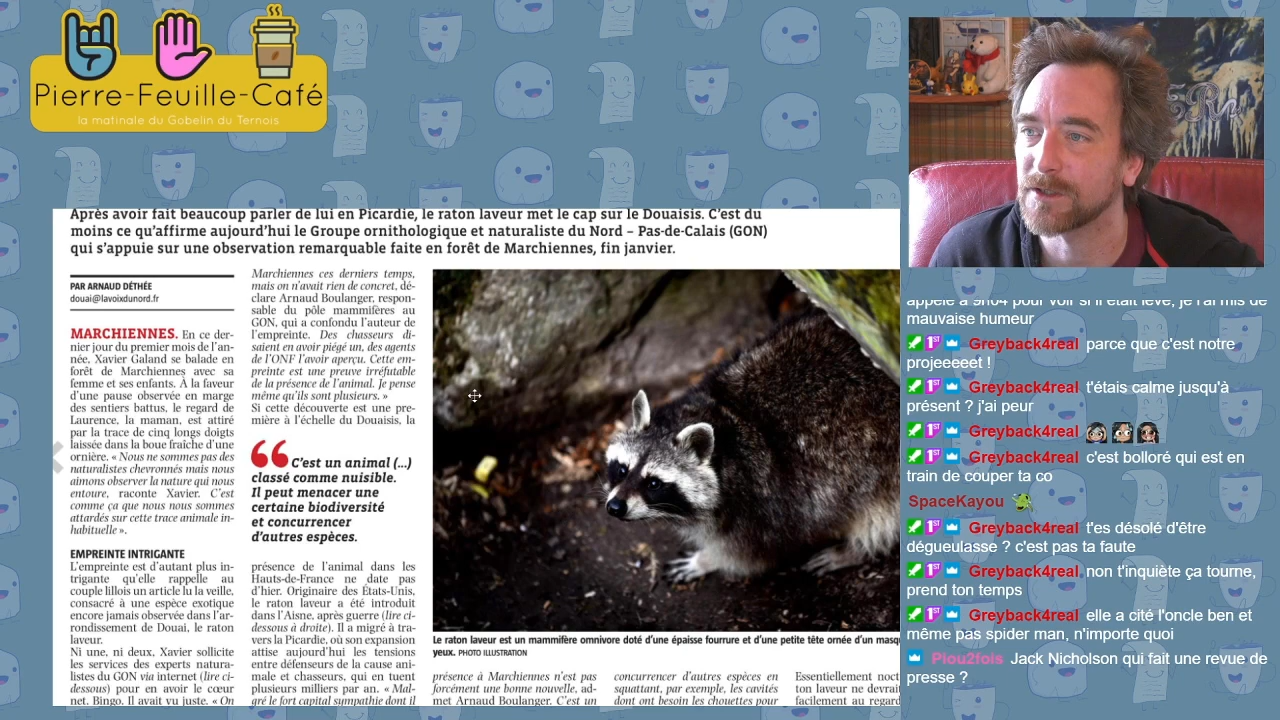 Pierre-Feuille-Café
la matinale du Gobelin du Ternois
Après avoir fait beaucoup parler de lui en Picardie, le raton laveur met le cap sur le Douaisis. C'est du
moins ce qu'affirme aujourd'hui le Groupe ornithologique et naturaliste du Nord – Pas-de-Calais (GON)
qui s'appuie sur une observation remarquable faite en forêt de Marchiennes, fin janvier.
PAR ARNAUD DÉTHÉE
douai@lavoixdunord.fr
MARCHIENNES. En ce der-
nier jour du premier mois de l'an-
née, Xavier Galand se balade en
forêt de Marchiennes avec sa
femme et ses enfants. À la faveur
d'une pause observée en marge
des sentiers battus, le regard de
Laurence, la maman, est attiré
par la trace de cinq longs doigts
laissée dans la boue fraîche d'une
ornière. « Nous ne sommes pas des
naturalistes chevronnés mais nous
aimons observer la nature qui nous
entoure, raconte Xavier. C'est
comme ça que nous nous sommes
attardés sur cette trace animale in-
habituelle ».
EMPREINTE INTRIGANTE
L'empreinte est d'autant plus in-
trigante qu'elle rappelle au
couple lillois un article lu la veille,
consacré à une espèce exotique
encore jamais observée dans l'ar-
rondissement de Douai, le raton
laveur.
Ni une, ni deux, Xavier sollicite
les services des experts natura-
listes du GON via internet (lire ci-
dessous) pour en avoir le cœur
net. Bingo. Il avait vu juste. « On
Marchiennes ces derniers temps,
mais on n'avait rien de concret, dé-
clare Arnaud Boulanger, respon-
sable du pôle mammifères au
GON, qui a confondu l'auteur de
l'empreinte. Des chasseurs di-
saient en avoir piégé un, des agents
de l'ONF l'avoir aperçu. Cette em-
preinte est une preuve irréfutable
de la présence de l'animal. Je pense
même qu'ils sont plusieurs. »
Si cette découverte est une pre-
mière à l'échelle du Douaisis, la
“ C'est un animal (...)
classé comme nuisible.
Il peut menacer une
certaine biodiversité
et concurrencer
d'autres espèces.
présence de l'animal dans les
Hauts-de-France ne date pas
d'hier. Originaire des États-Unis,
le raton laveur a été introduit
dans l'Aisne, après guerre (lire ci-
dessous à droite). Il a migré à tra-
vers la Picardie, où son expansion
attise aujourd'hui les tensions
entre défenseurs de la cause ani-
male et chasseurs, qui en tuent
plusieurs milliers par an. « Mal-
gré le fort capital sympathie dont il
Le raton laveur est un mammifère omnivore doté d'une épaisse fourrure et d'une petite tête ornée d'un masq
yeux. PHOTO ILLUSTRATION
présence à Marchiennes n'est pas
forcément une bonne nouvelle, ad-
met Arnaud Boulanger. C'est un
concurrencer d'autres espèces en
squattant, par exemple, les cavités
dont ont besoin les chouettes pour
Essentiellement noct
ton laveur ne devrai
facilement au regard
appelé à 9h04 pour voir si il était levé, je l'ai mis de
mauvaise humeur
1ST Greyback4real parce que c'est notre
projeeeeet !
1ST Greyback4real t'étais calme jusqu'à
présent ? j'ai peur
1ST Greyback4real
1ST Greyback4real c'est bolloré qui est en
train de couper ta co
SpaceKayou
1ST Greyback4real t'es désolé d'être
dégueulasse ? c'est pas ta faute
1ST Greyback4real non t'inquiète ça tourne,
prend ton temps
1ST Greyback4real elle a cité l'oncle ben et
même pas spider man, n'importe quoi
Piou2fois Jack Nicholson qui fait une revue de
presse ?